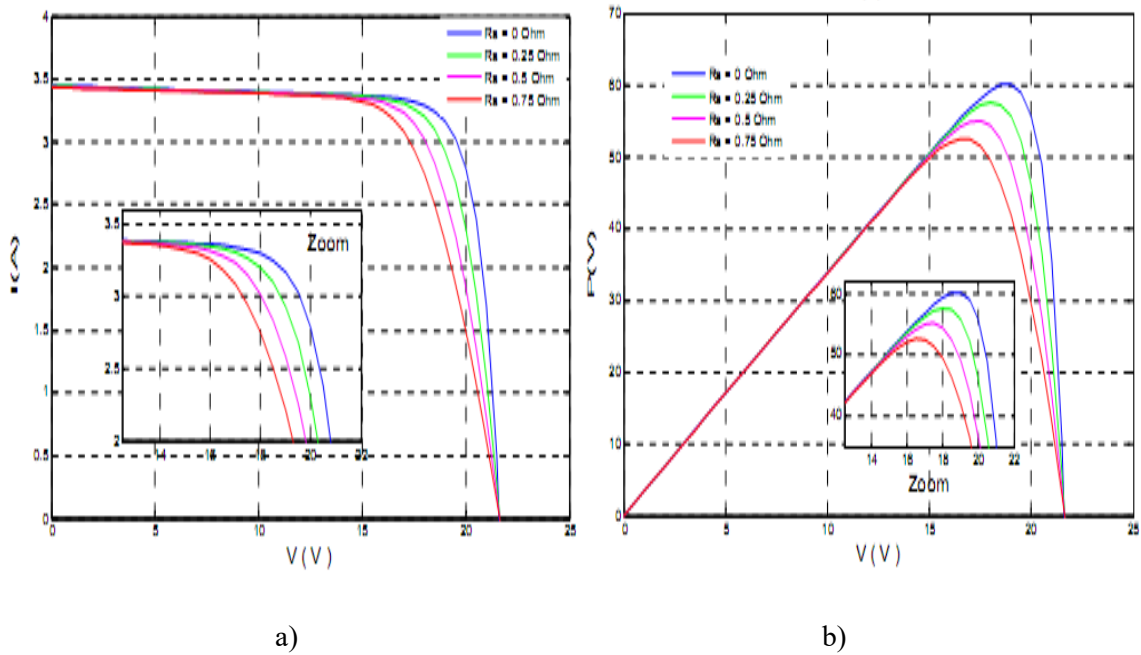 4
3.5
3
2.5
2
1.5
1
0.5
0
0 5 10 15 20 25
I(A)
V(V)
Rs = 0 Ohm
Rs = 0.25 Ohm
Rs = 0.5 Ohm
Rs = 0.75 Ohm
Zoom
3.5
3
2.5
2
14 16 18 20 22
a)
70
60
50
40
30
20
10
0
0 5 10 15 20 25
V(V)
Rs = 0 Ohm
Rs = 0.25 Ohm
Rs = 0.5 Ohm
Rs = 0.75 Ohm
60
50
40
14 16 18 20 22
Zoom
b)